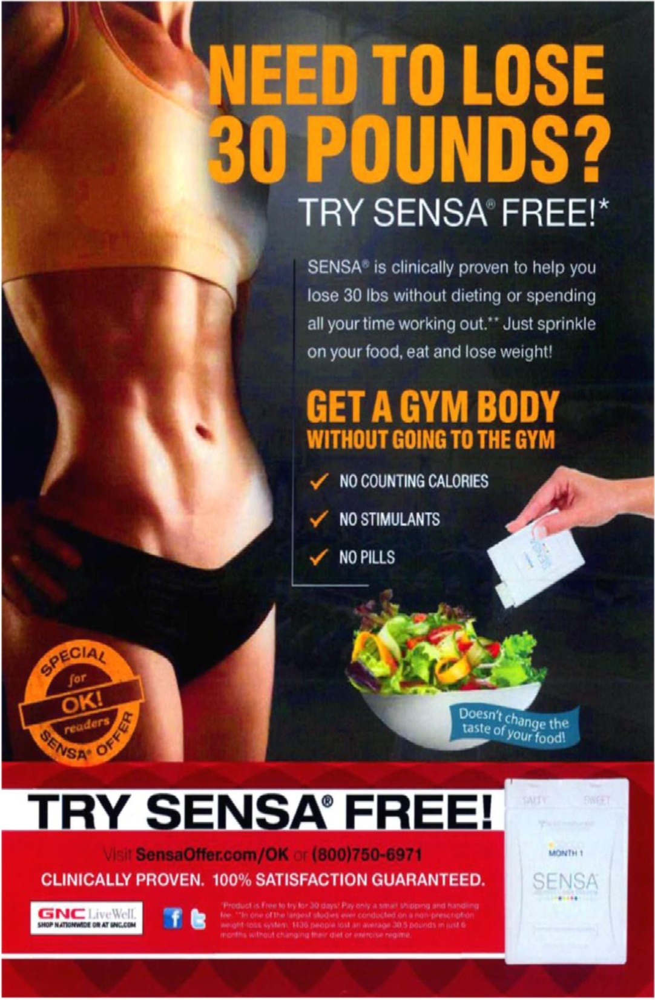 NEED TO LOSE
30 POUNDS?
TRY SENSA® FREE!*
SENSA® is clinically proven to help you
lose 30 lbs without dieting or spending
all your time working out.** Just sprinkle
on your food, eat and lose weight!
GET A GYM BODY
WITHOUT GOING TO THE GYM
NO COUNTING CALORIES
NO STIMULANTS
NO PILLS
SENSA
Doesn't change the
taste of your food!
SPECIAL
for
OK!
readers
SENSA® OFFER
TRY SENSA® FREE!
Visit SensaOffer.com/OK or (800)750-6971
CLINICALLY PROVEN. 100% SATISFACTION GUARANTEED.
GNC LiveWell.
SHOP NATIONWIDE OR AT GNC.COM
*Product is Free to try for 30 days! Pay only a small shipping and handling
fee. **In one of the largest studies ever conducted on a non-prescription
weight-loss system, 1436 people lost an average 30.5 pounds in just 6
months without changing their diet or exercise regime.
SALTY SWEET
MONTH 1
SENSA